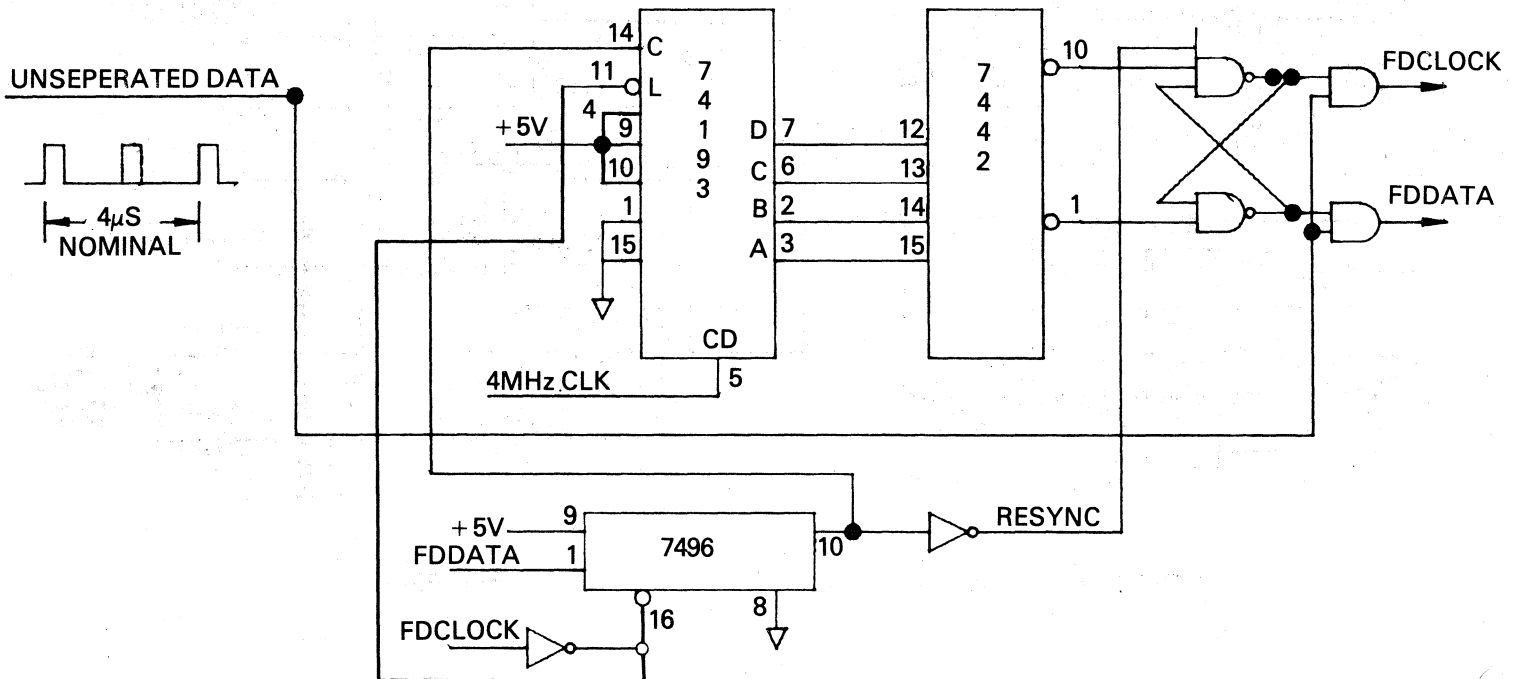 UNSEPERATED DATA
4μS
NOMINAL
14
C
11
L
4
+5V
9
10
1
15
7
4
1
9
3
D
C
B
A
7
6
2
3
CD
5
4MHz CLK
12
13
14
15
7
4
4
2
10
1
FDCLOCK
FDDATA
+5V
9
FDDATA
1
7496
10
RESYNC
16
8
FDCLOCK